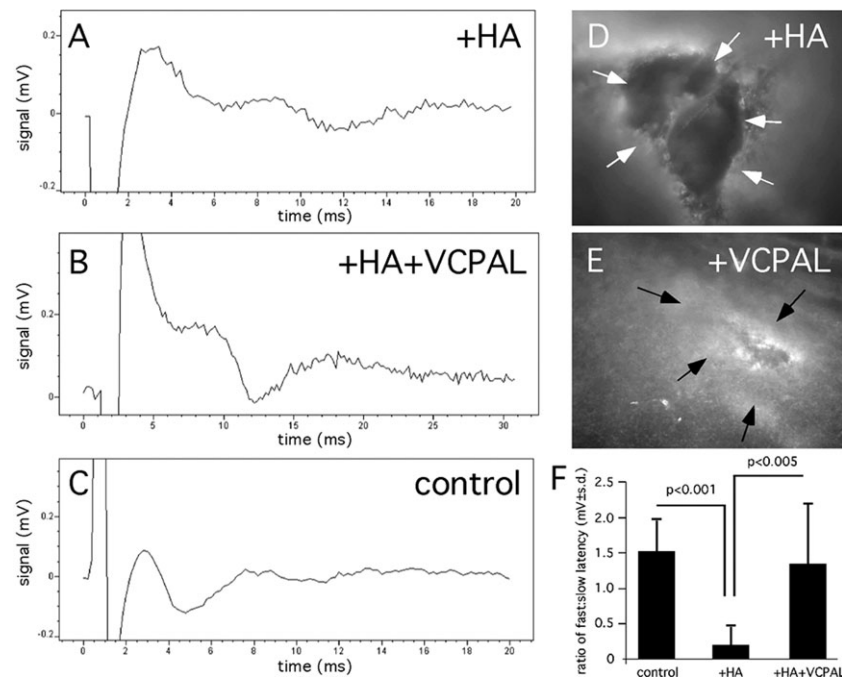 A
+HA
signal (mV)
0.2
0
-0.2
0 2 4 6 8 10 12 14 16 18 20
time (ms)
B
+HA+VCPAL
signal (mV)
0.2
0
0 5 10 15 20 25 30
time (ms)
C
control
signal (mV)
0.2
0
-0.2
0 2 4 6 8 10 12 14 16 18 20
time (ms)
D
+HA
E
+VCPAL
F
ratio of fast:slow latency (mV±s.d.)
2.5
2.0
1.5
1.0
0.5
0
p<0.001
p<0.005
control +HA +HA+VCPAL